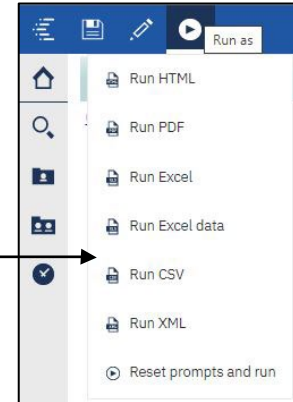 Run as
Run HTML
Run PDF
Run Excel
Run Excel data
Run CSV
Run XML
Reset prompts and run